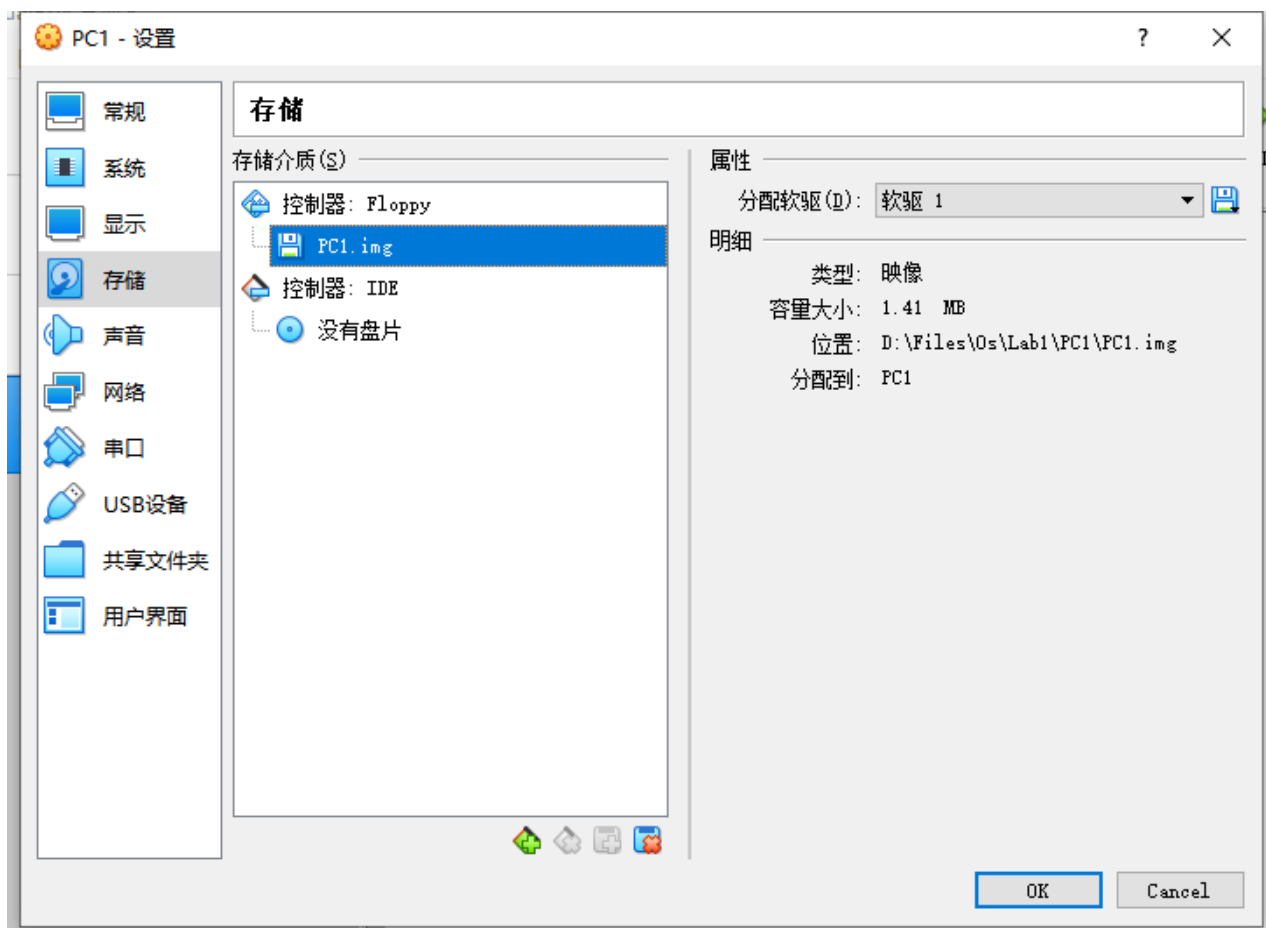 PC1 - 设置
?
常规
系统
显示
存储
声音
网络
串口
USB设备
共享文件夹
用户界面
存储
存储介质(S)
控制器: Floppy
PC1.img
控制器: IDE
没有盘片
属性
分配软驱(D): 软驱 1
明细
类型: 映像
容量大小: 1.41 MB
位置: D:\Files\Os\Lab1\PC1\PC1.img
分配到: PC1
OK
Cancel